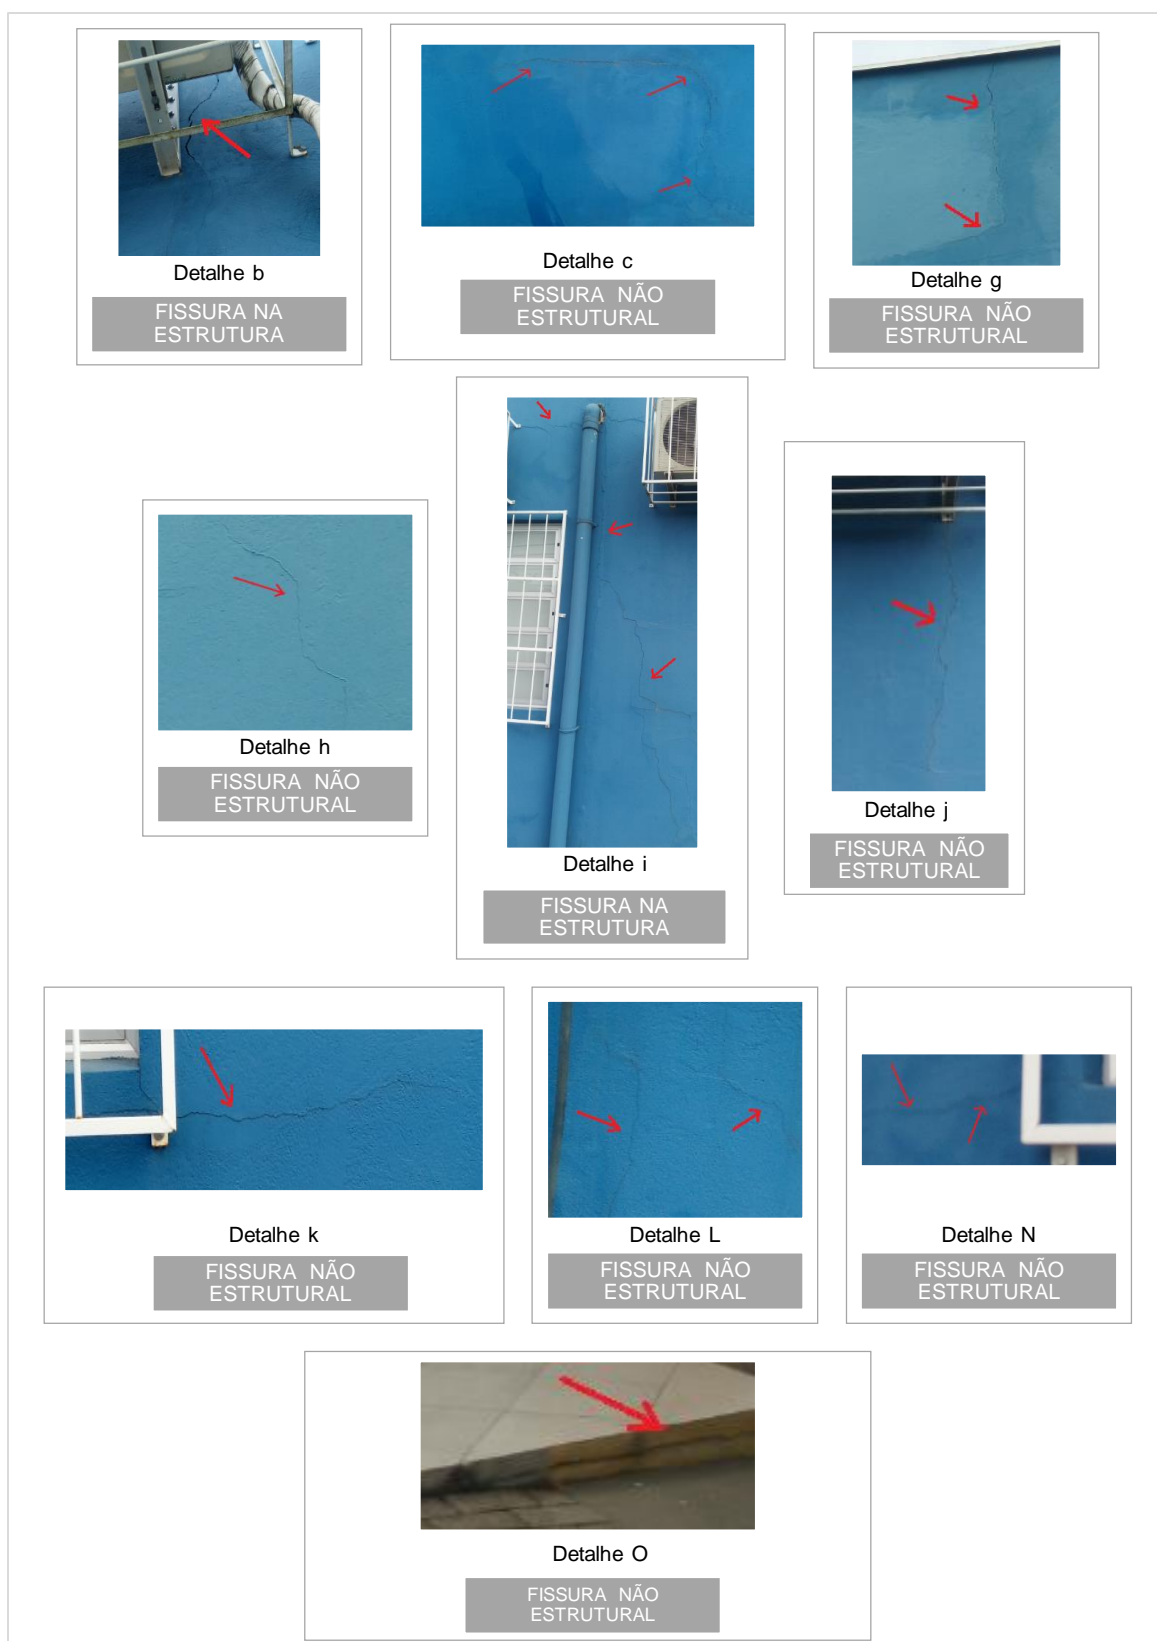 Detalhe b
FISSURA NA
ESTRUTURA
Detalhe c
FISSURA NÃO
ESTRUTURAL
Detalhe g
FISSURA NÃO
ESTRUTURAL
Detalhe h
FISSURA NÃO
ESTRUTURAL
Detalhe i
FISSURA NA
ESTRUTURA
Detalhe j
FISSURA NÃO
ESTRUTURAL
Detalhe k
FISSURA NÃO
ESTRUTURAL
Detalhe L
FISSURA NÃO
ESTRUTURAL
Detalhe N
FISSURA NÃO
ESTRUTURAL
Detalhe O
FISSURA NÃO
ESTRUTURAL